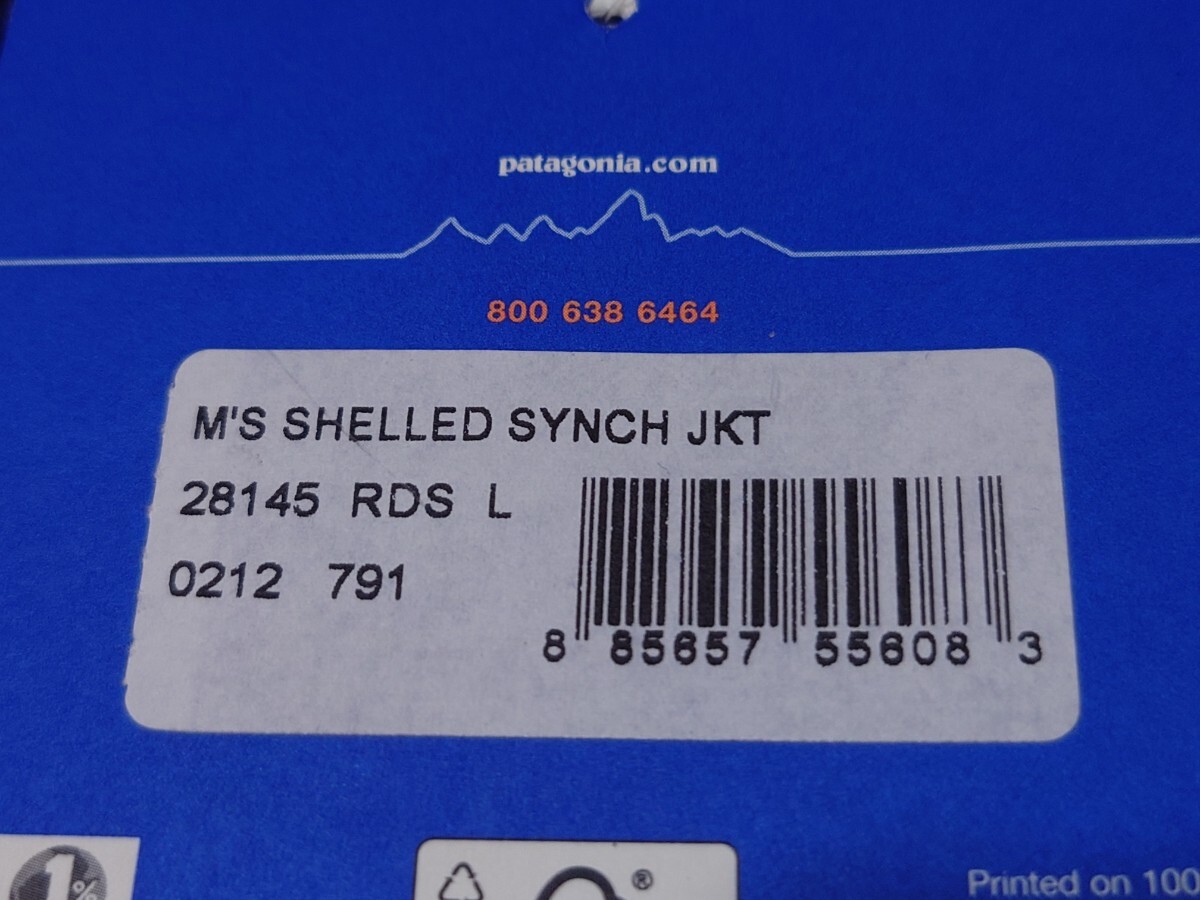 patagonia.com
800 638 6464
M'S SHELLED SYNCH JKT
28145 RDS L
0212 791
8 85657 55608 3
1%
®
Printed on 100